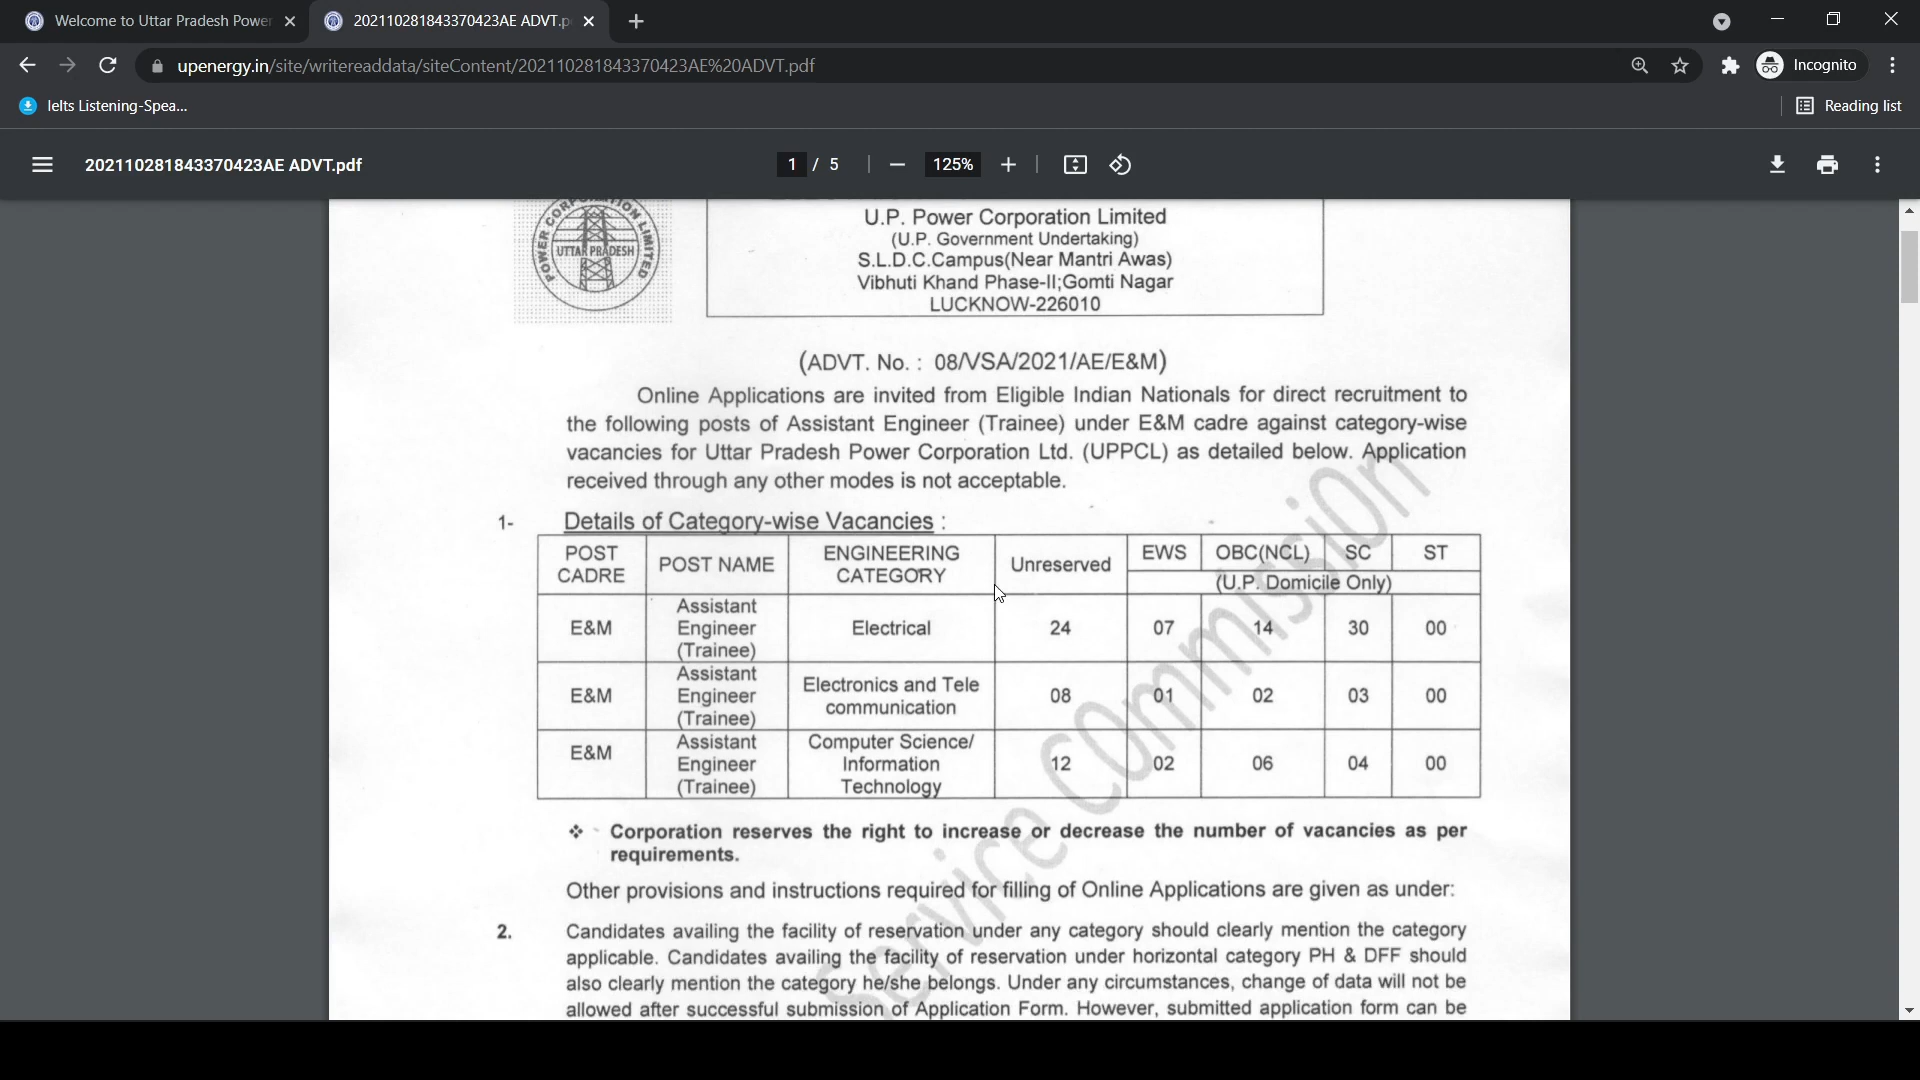 Welcome to Uttar Pradesh Power
202110281843370423AE ADVT.p
upenergy.in/site/writereaddata/siteContent/202110281843370423AE%20ADVT.pdf
Incognito
Ielts Listening-Spea...
Reading list
202110281843370423AE ADVT.pdf
1 / 5
125%
POWER CORPORATION LIMITED
UTTAR PRADESH
U.P. Power Corporation Limited
(U.P. Government Undertaking)
S.L.D.C.Campus(Near Mantri Awas)
Vibhuti Khand Phase-II;Gomti Nagar
LUCKNOW-226010
(ADVT. No. : 08/VSA/2021/AE/E&M)
Online Applications are invited from Eligible Indian Nationals for direct recruitment to
the following posts of Assistant Engineer (Trainee) under E&M cadre against category-wise
vacancies for Uttar Pradesh Power Corporation Ltd. (UPPCL) as detailed below. Application
received through any other modes is not acceptable.
1- Details of Category-wise Vacancies :
POST CADRE POST NAME ENGINEERING CATEGORY Unreserved EWS OBC(NCL) SC ST
(U.P. Domicile Only)
E&M Assistant Engineer (Trainee) Electrical 24 07 14 30 00
E&M Assistant Engineer (Trainee) Electronics and Tele communication 08 01 02 03 00
E&M Assistant Engineer (Trainee) Computer Science/ Information Technology 12 02 06 04 00
❖ Corporation reserves the right to increase or decrease the number of vacancies as per
requirements.
Other provisions and instructions required for filling of Online Applications are given as under:
2. Candidates availing the facility of reservation under any category should clearly mention the category
applicable. Candidates availing the facility of reservation under horizontal category PH & DFF should
also clearly mention the category he/she belongs. Under any circumstances, change of data will not be
allowed after successful submission of Application Form. However, submitted application form can be
Service COmmissiOn